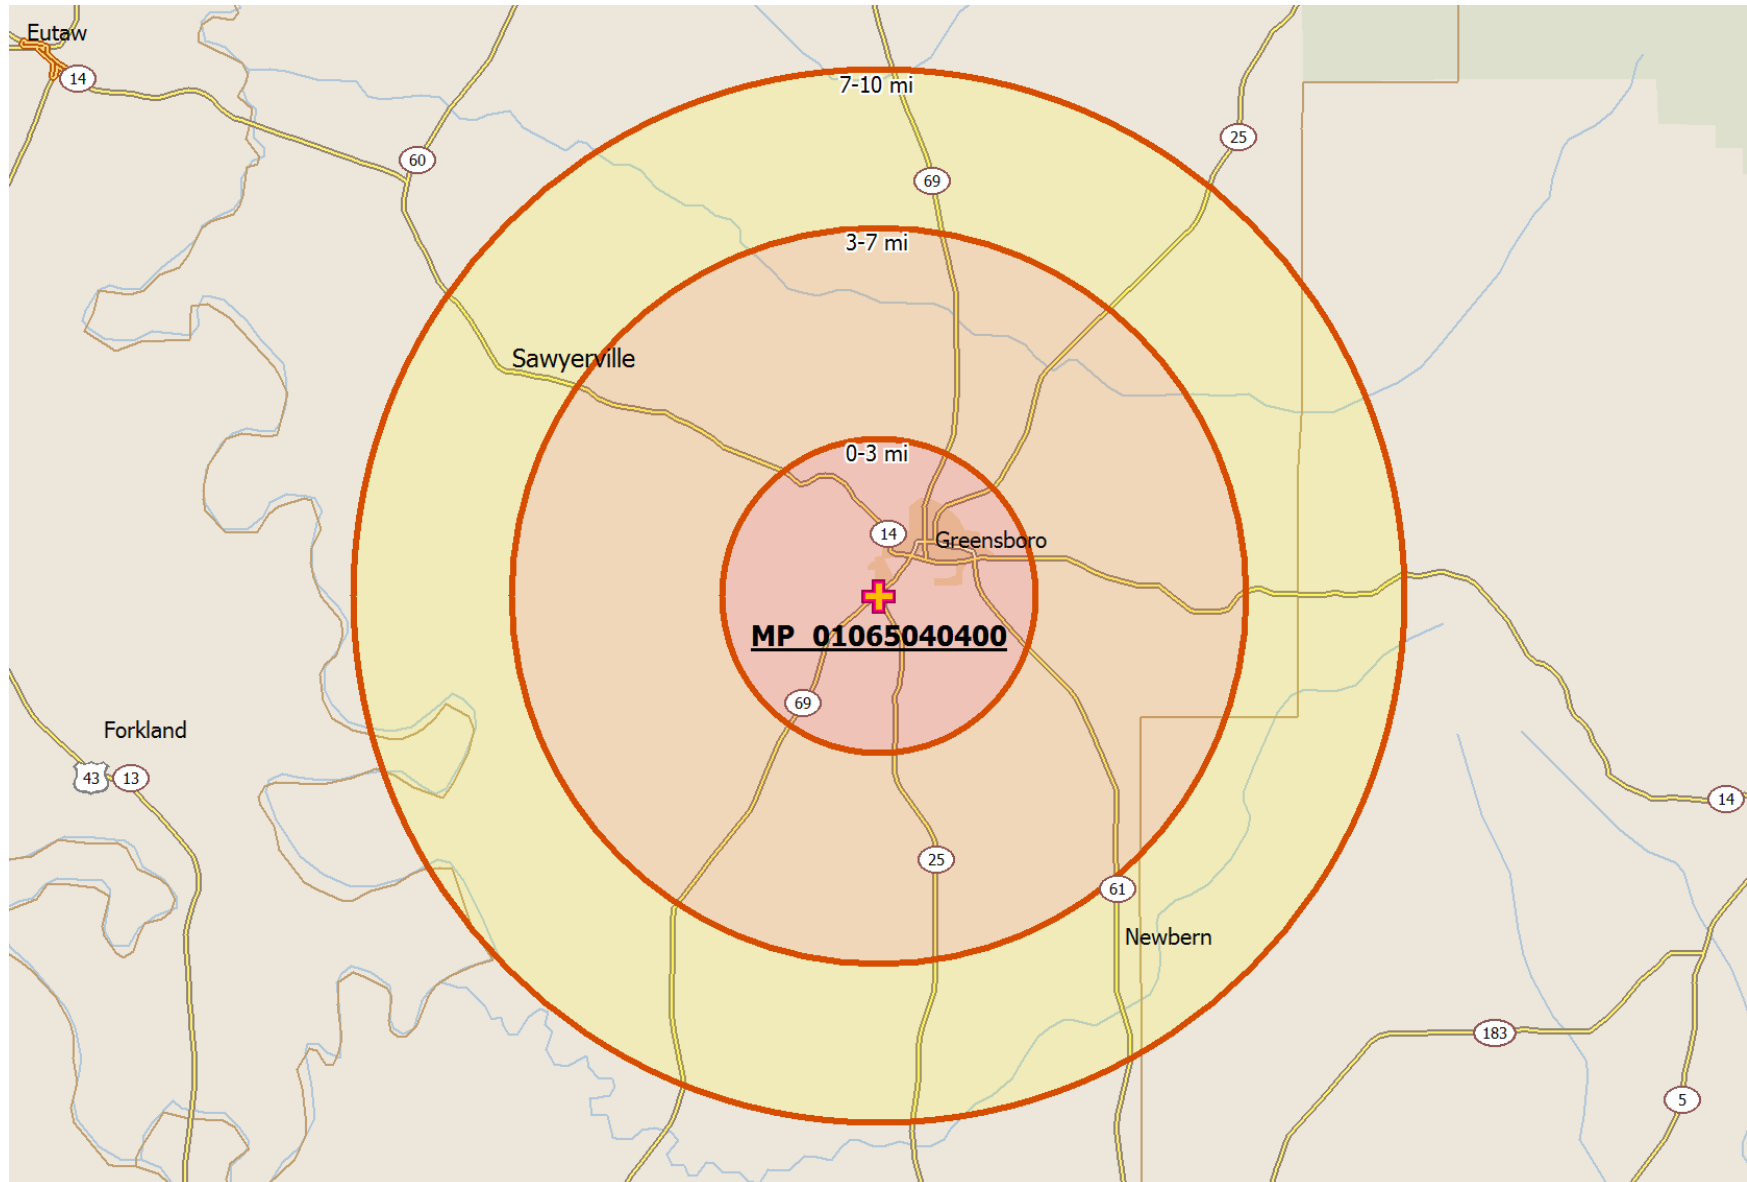 Eutaw
14
7-10 mi
25
60
69
3-7 mi
Sawyerville
0-3 mi
14
Greensboro
MP 01065040400
69
Forkland
43
13
14
25
61
Newbern
183
5